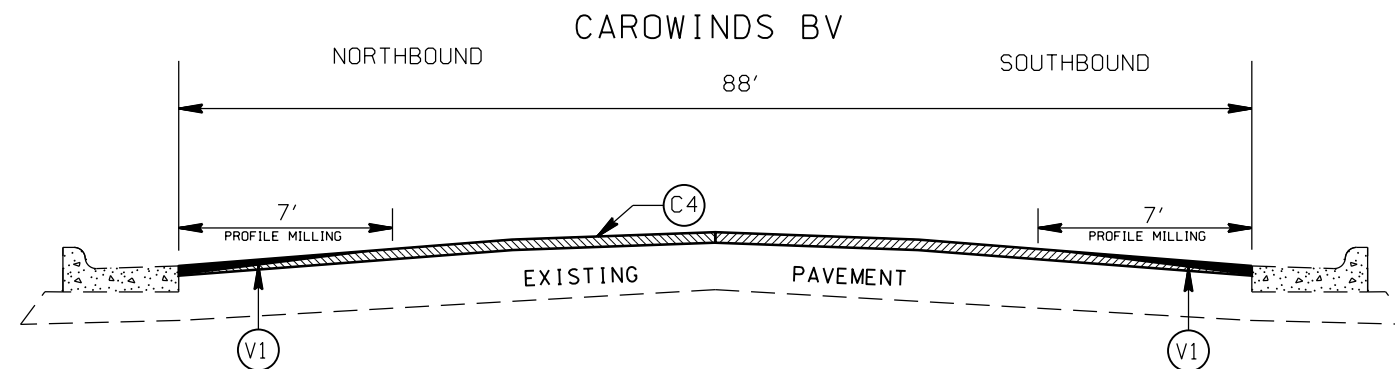 CAROWINDS BV
NORTHBOUND
SOUTHBOUND
88'
7'
PROFILE MILLING
C4
7'
PROFILE MILLING
EXISTING PAVEMENT
V1
V1